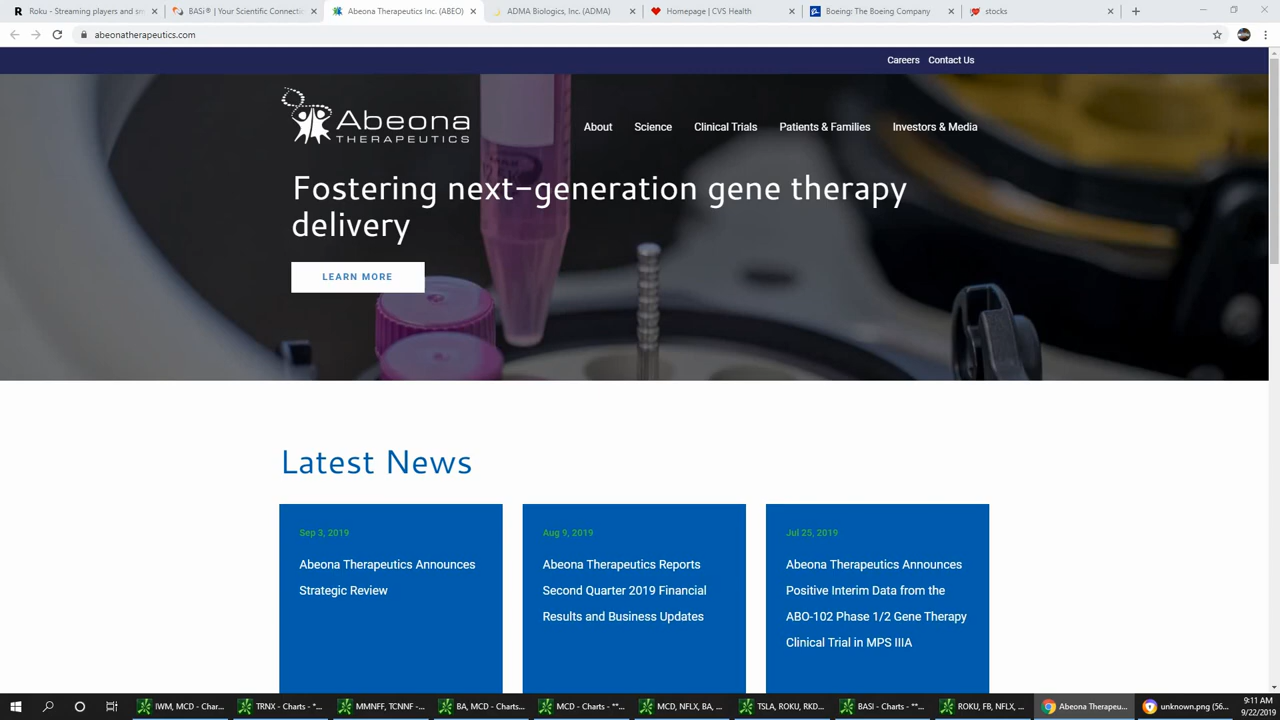 Roku - Streaming players and sm
BASi® | Your Scientific Connectio
Abeona Therapeutics Inc. (ABEO)
ADMA Biologics, Inc. (ADMA)
Homepage | CVS Health
Boeing: The Boeing Company
stocks
abeonatherapeutics.com
Careers Contact Us
Abeona
THERAPEUTICS
About Science Clinical Trials Patients & Families Investors & Media
Fostering next-generation gene therapy
delivery
LEARN MORE
Latest News
Sep 3, 2019
Abeona Therapeutics Announces
Strategic Review
Aug 9, 2019
Abeona Therapeutics Reports
Second Quarter 2019 Financial
Results and Business Updates
Jul 25, 2019
Abeona Therapeutics Announces
Positive Interim Data from the
ABO-102 Phase 1/2 Gene Therapy
Clinical Trial in MPS IIIA
IWM, MCD - Char...
TRNX - Charts - *...
MMNFF, TCNNF -...
BA, MCD - Charts...
MCD - Charts - **...
MCD, NFLX, BA, ...
TSLA, ROKU, RKD...
BASI - Charts - **...
ROKU, FB, NFLX, ...
Abeona Therapeu...
unknown.png (56...
9:11 AM
9/22/2019